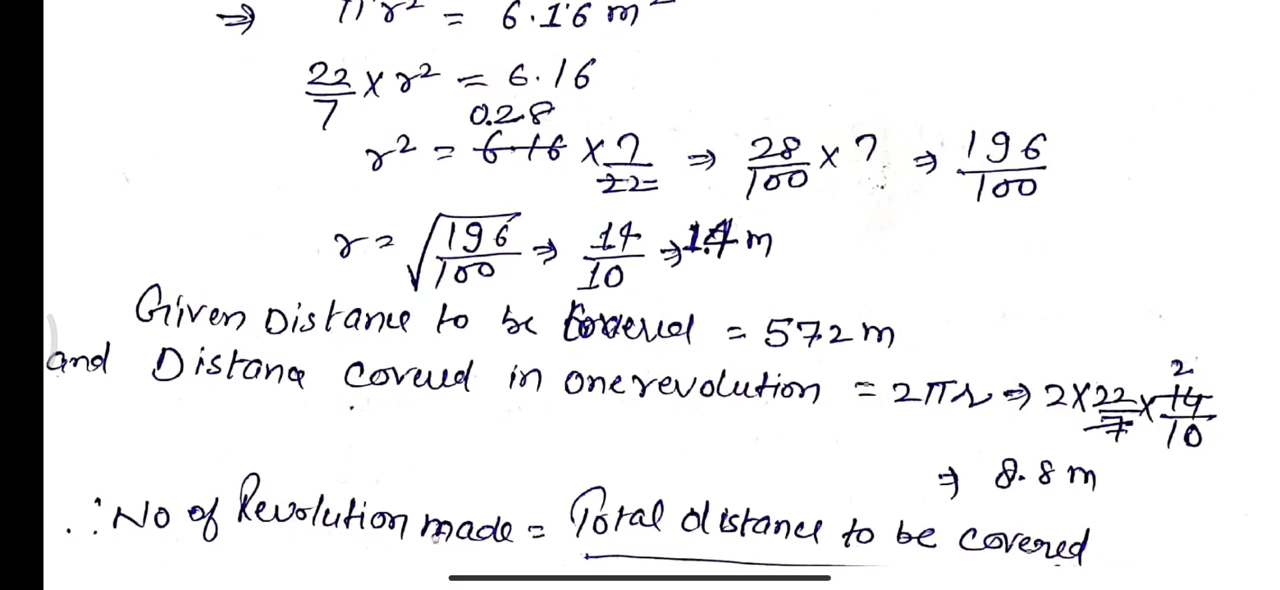 ⇒ πr² = 6.16 m²
22/7 × r² = 6.16
0.28
r² = 6.16 × 7/22 ⇒ 28/100 × 7 ⇒ 196/100
r = √196/100 ⇒ 14/10 ⇒ 1.4 m
Given Distance to be covered = 572 m
and Distance covered in one revolution = 2πr ⇒ 2 × 22/7 × 14/10
2
⇒ 8.8 m
∴ No of Revolution made = Total distance to be covered